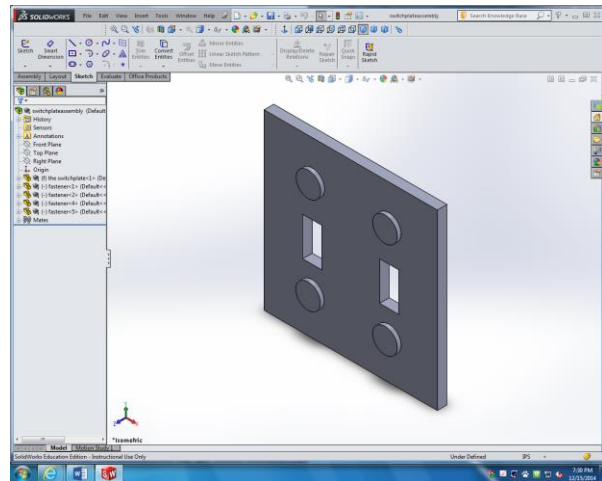 SOLIDWORKS File Edit View Insert Tools Window Help switchplateassembly Search Knowledge Base
Sketch Smart Dimension Trim Entities Convert Entities Offset Entities Mirror Entities Linear Sketch Pattern Move Entities Display/Delete Relations Repair Sketch Quick Snaps Rapid Sketch
Assembly Layout Sketch Evaluate Office Products
switchplateassembly (Default
History
Sensors
Annotations
Front Plane
Top Plane
Right Plane
Origin
(f) the switchplate<1> (De
(-) fastener<1> (Default<<
(-) fastener<2> (Default<<
(-) fastener<4> (Default<<
(-) fastener<5> (Default<<
Mates
*Isometric
Model Motion Study 1
SolidWorks Education Edition - Instructional Use Only Under Defined IPS
7:30 PM
12/15/2014